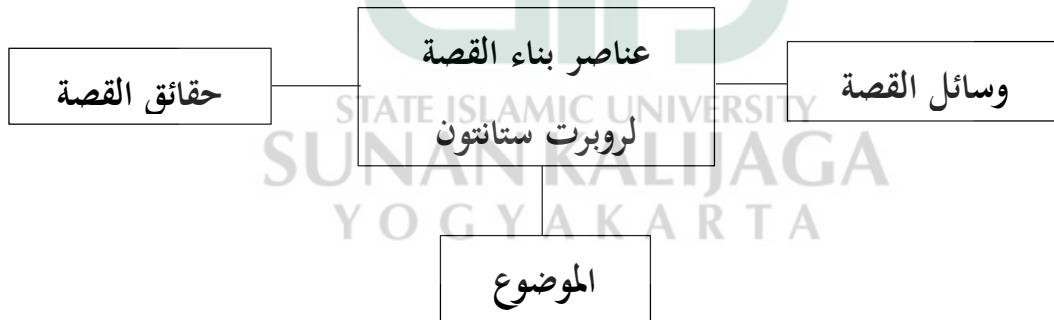 عناصر بناء القصة
لروبرت ستانتون
وسائل القصة
حقائق القصة
الموضوع
STATE ISLAMIC UNIVERSITY
SUNAN KALIJAGA
YOGYAKARTA